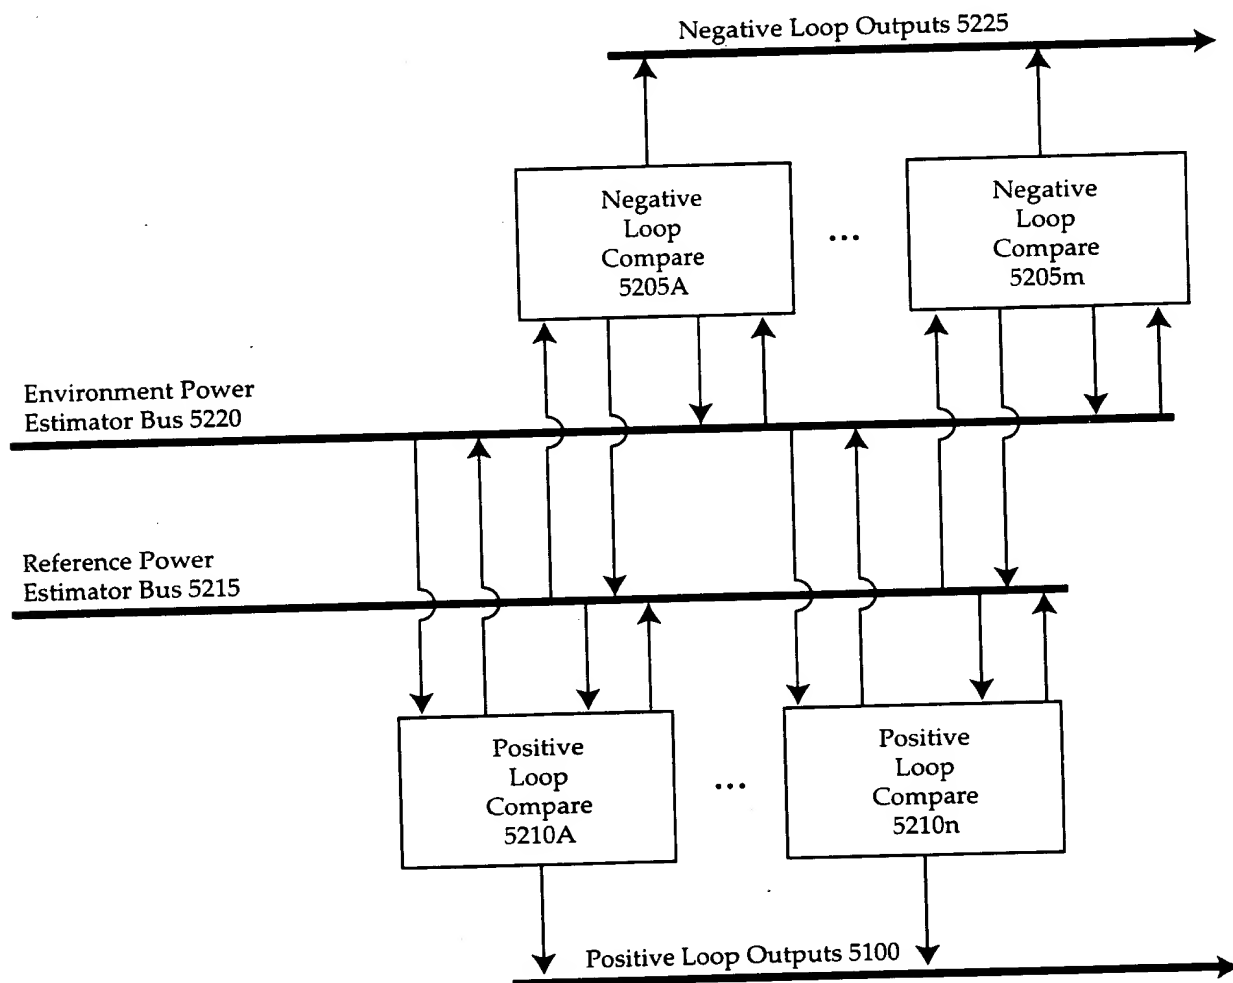 Negative Loop Outputs 5225
Negative
Loop
Compare
5205A
...
Negative
Loop
Compare
5205m
Environment Power
Estimator Bus 5220
Reference Power
Estimator Bus 5215
Positive
Loop
Compare
5210A
...
Positive
Loop
Compare
5210n
Positive Loop Outputs 5100